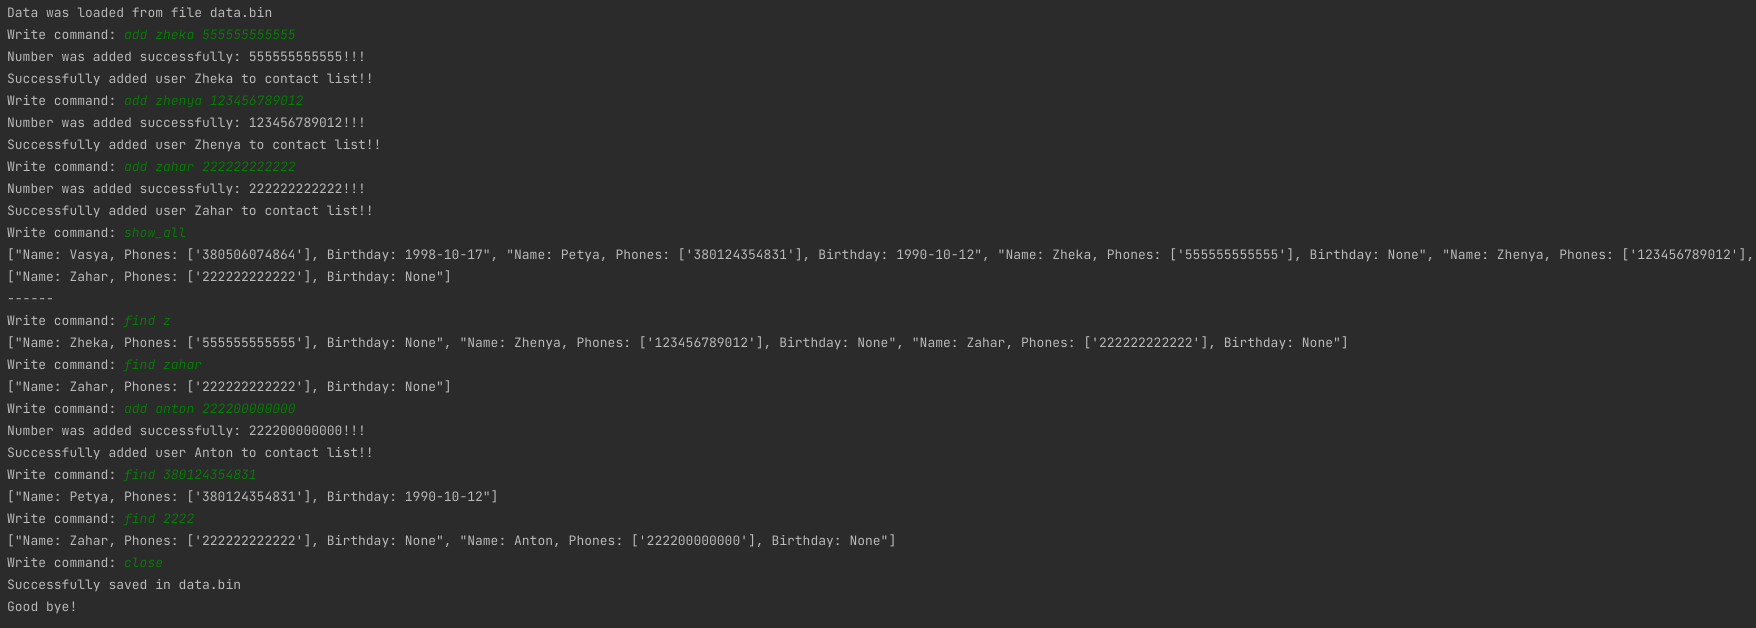 Data was loaded from file data.bin
Write command: add zheka 555555555555
Number was added successfully: 555555555555!!!
Successfully added user Zheka to contact list!!
Write command: add zhenya 123456789012
Number was added successfully: 123456789012!!!
Successfully added user Zhenya to contact list!!
Write command: add zahar 222222222222
Number was added successfully: 222222222222!!!
Successfully added user Zahar to contact list!!
Write command: show_all
["Name: Vasya, Phones: ['380506074864'], Birthday: 1998-10-17", "Name: Petya, Phones: ['380124354831'], Birthday: 1990-10-12", "Name: Zheka, Phones: ['555555555555'], Birthday: None", "Name: Zhenya, Phones: ['123456789012'],
["Name: Zahar, Phones: ['222222222222'], Birthday: None"]
------
Write command: find z
["Name: Zheka, Phones: ['555555555555'], Birthday: None", "Name: Zhenya, Phones: ['123456789012'], Birthday: None", "Name: Zahar, Phones: ['222222222222'], Birthday: None"]
Write command: find zahar
["Name: Zahar, Phones: ['222222222222'], Birthday: None"]
Write command: add anton 222200000000
Number was added successfully: 222200000000!!!
Successfully added user Anton to contact list!!
Write command: find 380124354831
["Name: Petya, Phones: ['380124354831'], Birthday: 1990-10-12"]
Write command: find 2222
["Name: Zahar, Phones: ['222222222222'], Birthday: None", "Name: Anton, Phones: ['222200000000'], Birthday: None"]
Write command: close
Successfully saved in data.bin
Good bye!